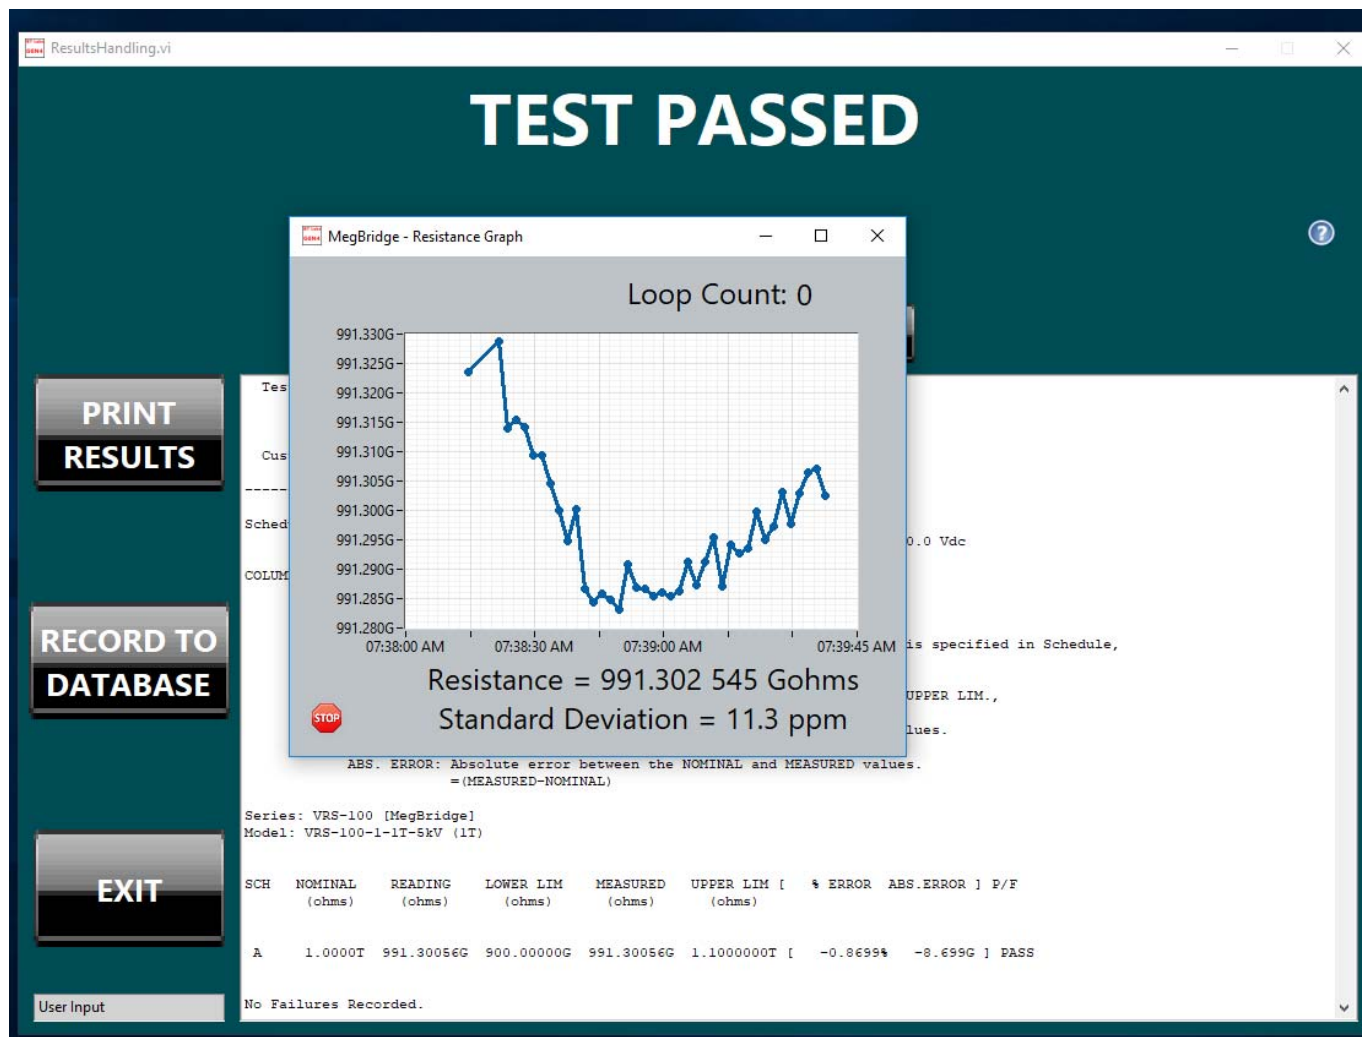 ResultsHandling.vi
TEST PASSED
MegBridge - Resistance Graph
Loop Count: 0
991.330G
991.325G
991.320G
991.315G
991.310G
991.305G
991.300G
991.295G
991.290G
991.285G
991.280G
07:38:00 AM 07:38:30 AM 07:39:00 AM 07:39:45 AM
Resistance = 991.302 545 Gohms
STOP
Standard Deviation = 11.3 ppm
PRINT
RESULTS
RECORD TO
DATABASE
EXIT
User Input
Tes
Cus
Sched
0.0 Vdc
COLUM
is specified in Schedule,
UPPER LIM.,
lues.
ABS. ERROR: Absolute error between the NOMINAL and MEASURED values.
=(MEASURED-NOMINAL)
Series: VRS-100 [MegBridge]
Model: VRS-100-1-1T-5kV (1T)
SCH NOMINAL READING LOWER LIM MEASURED UPPER LIM [ % ERROR ABS.ERROR ] P/F
(ohms) (ohms) (ohms) (ohms) (ohms)
A 1.0000T 991.30056G 900.00000G 991.30056G 1.1000000T [ -0.8699% -8.699G ] PASS
No Failures Recorded.